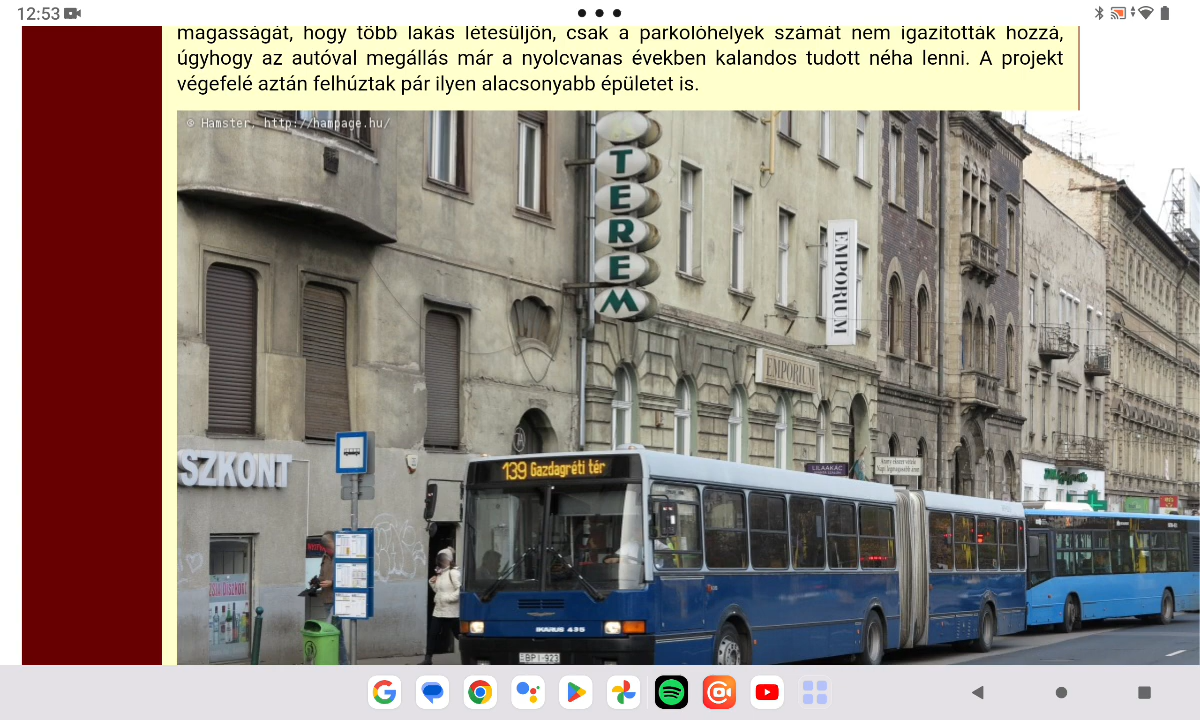 12:53
magasságát, hogy több lakás létesüljön, csak a parkolóhelyek számát nem igazították hozzá,
úgyhogy az autóval megállás már a nyolcvanas években kalandos tudott néha lenni. A projekt
végefelé aztán felhúztak pár ilyen alacsonyabb épületet is.
© Hamster, http://hampage.hu/
TEREM
EMPORIUM
EMPORIUM
SZKONT
LILAAKÁC
139 Gazdagréti tér
IKARUS 435
BPI-923